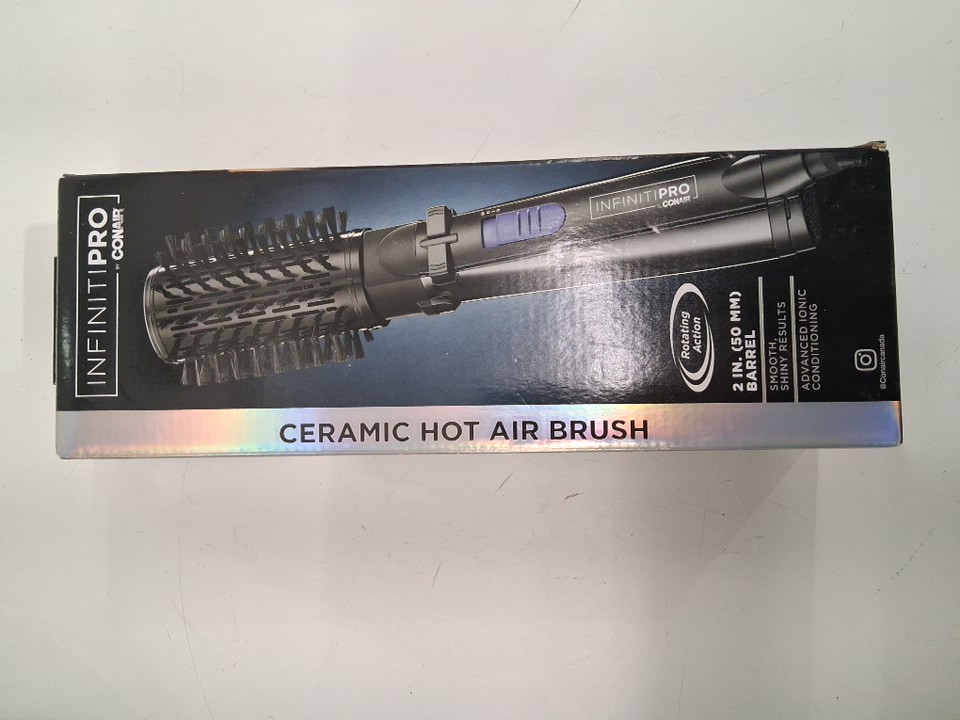 INFINITIPRO
BY CONAIR
INFINITIPRO
BY CONAIR
Rotating
Action
2 IN. (50 MM)
BARREL
SMOOTH,
SHINY RESULTS
ADVANCED IONIC
CONDITIONING
@Conaircanada
CERAMIC HOT AIR BRUSH